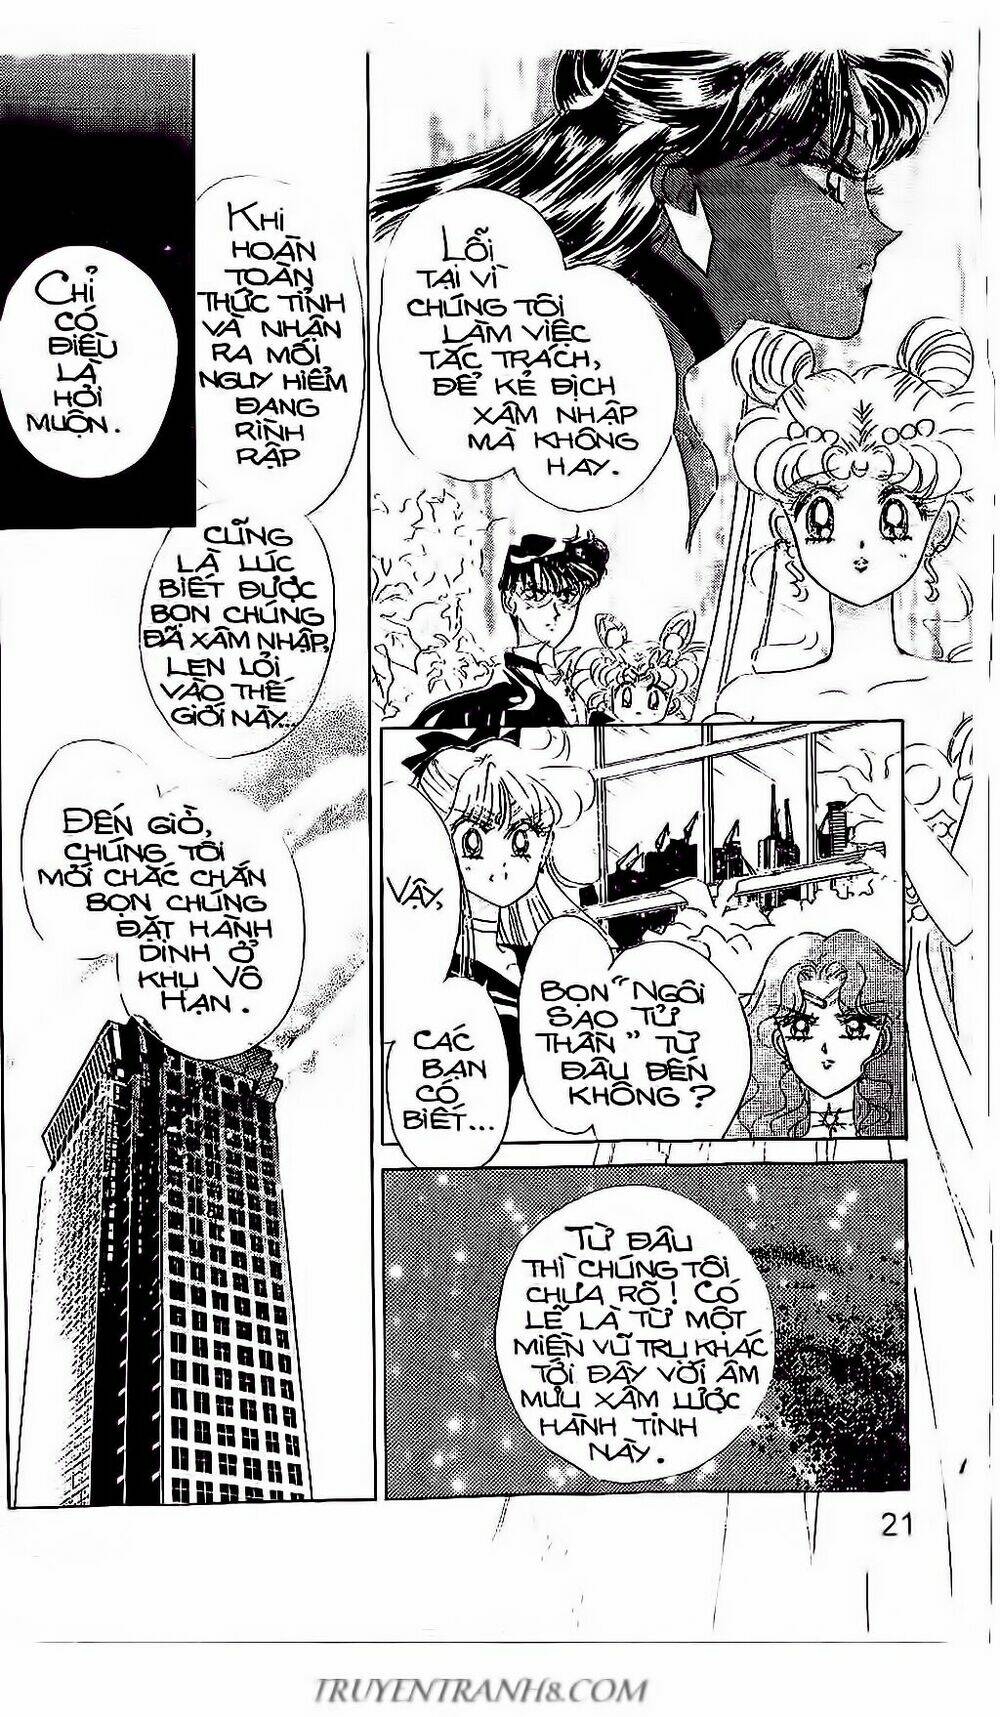 LỖI
TẠI VÌ
CHÚNG TÔI
LÀM VIỆC
TẮC TRÁCH,
ĐỂ KẺ ĐỊCH
XÂM NHẬP
MÀ KHÔNG
HAY.
KHI
HOÀN
TOÀN
THỨC TỈNH
VÀ NHẬN
RA MỐI
NGUY HIỂM
ĐANG
RÌNH
RẬP
CŨNG
LÀ LÚC
BIẾT ĐƯỢC
BỌN CHÚNG
ĐÃ XÂM NHẬP,
LEN LỎI
VÀO THẾ
GIỚI NÀY...
CHỈ
CÓ
ĐIỀU
LÀ
HƠI
MUỘN.
VẬY,
CÁC
BẠN
CÓ
BIẾT...
BỌN "NGÔI
SAO TỬ
THẦN" TỪ
ĐÂU ĐẾN
KHÔNG?
TỪ ĐÂU
THÌ CHÚNG TÔI
CHƯA RÕ! CÓ
LẼ LÀ TỪ MỘT
MIỀN VŨ TRỤ KHÁC
TỚI ĐÂY VỚI ÂM
MƯU XÂM LƯỢC
HÀNH TINH
NÀY.
ĐẾN GIỜ,
CHÚNG TÔI
MỚI CHẮC CHẮN
BỌN CHÚNG
ĐẶT HÀNH
DINH Ở
KHU VÔ
HẠN.
21
TRUYENTRANH8.COM